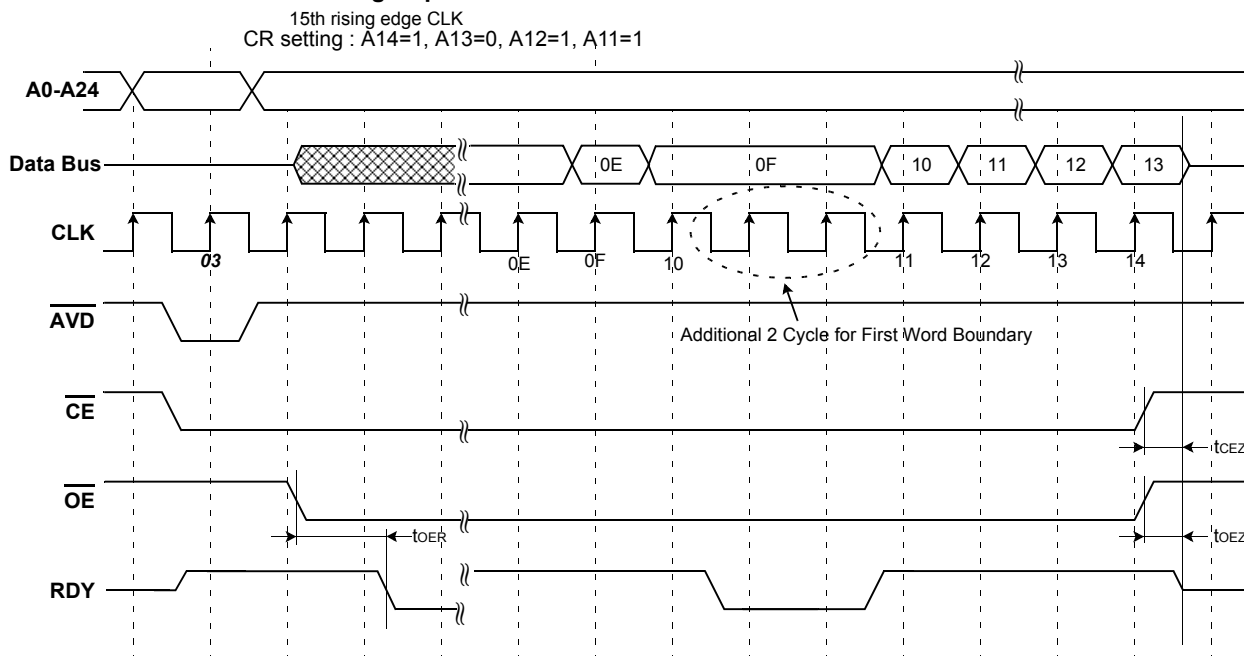 15th rising edge CLK
CR setting : A14=1, A13=0, A12=1, A11=1
A0-A24
Data Bus
0E 0F 10 11 12 13
CLK
03 0E 0F 10 11 12 13 14
AVD
Additional 2 Cycle for First Word Boundary
CE
tCEZ
OE
tOER
tOEZ
RDY